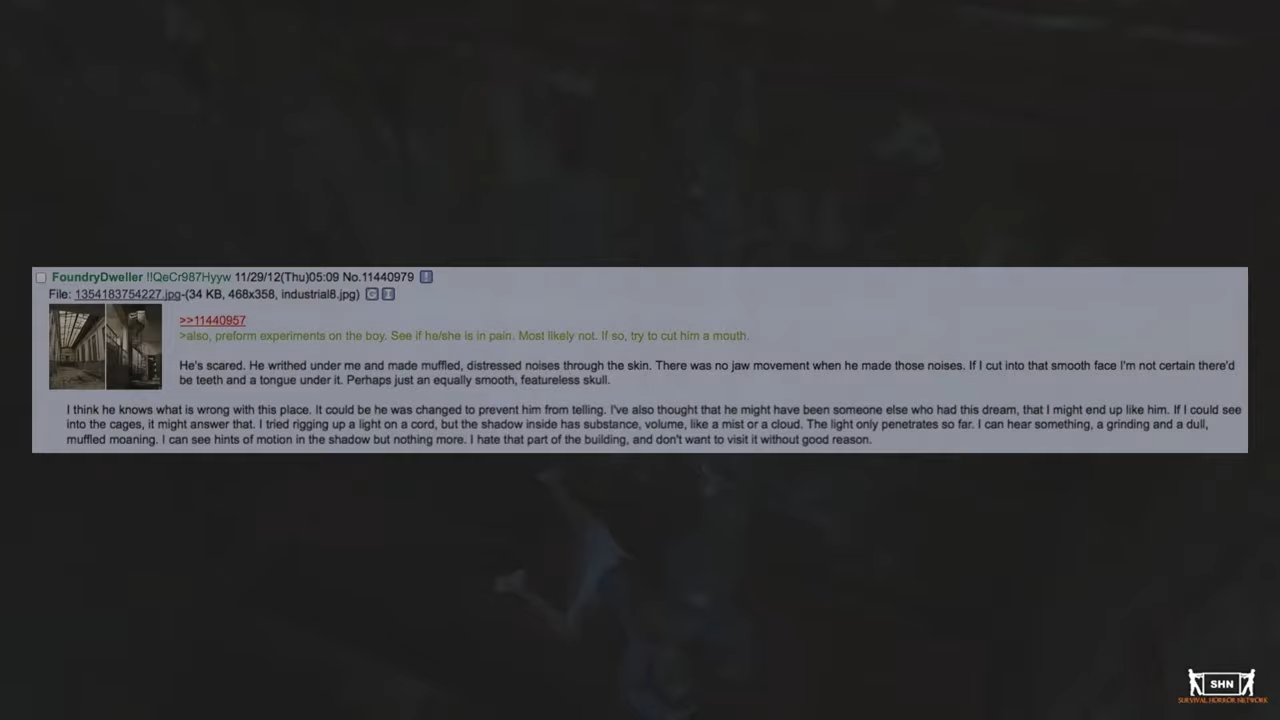 FoundryDweller !!QeCr987Hyyw 11/29/12(Thu)05:09 No.11440979
File: 1354183754227.jpg-(34 KB, 468x358, industrial8.jpg)
>>11440957
>also, preform experiments on the boy. See if he/she is in pain. Most likely not. If so, try to cut him a mouth.
He's scared. He writhed under me and made muffled, distressed noises through the skin. There was no jaw movement when he made those noises. If I cut into that smooth face I'm not certain there'd
be teeth and a tongue under it. Perhaps just an equally smooth, featureless skull.
I think he knows what is wrong with this place. It could be he was changed to prevent him from telling. I've also thought that he might have been someone else who had this dream, that I might end up like him. If I could see
into the cages, it might answer that. I tried rigging up a light on a cord, but the shadow inside has substance, volume, like a mist or a cloud. The light only penetrates so far. I can hear something, a grinding and a dull,
muffled moaning. I can see hints of motion in the shadow but nothing more. I hate that part of the building, and don't want to visit it without good reason.
SHN
SURVIVAL HORROR NETWORK